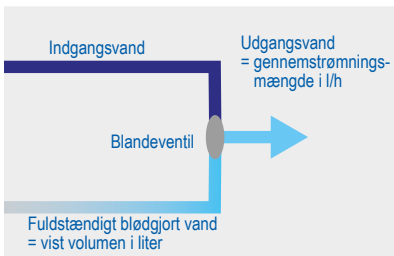 Indgangsvand
Udgangsvand
= gennemstrømnings-
mængde i l/h
Blandeventil
Fuldstændigt blødgjort vand
= vist volumen i liter